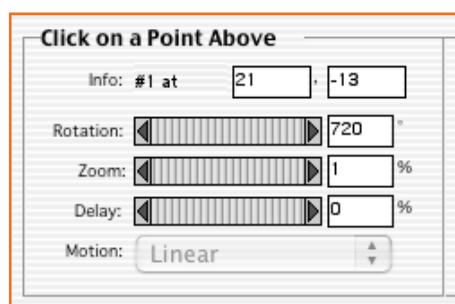 Click on a Point Above
Info: #1 at 21 , -13
Rotation: 720 °
Zoom: 1 %
Delay: 0 %
Motion: Linear